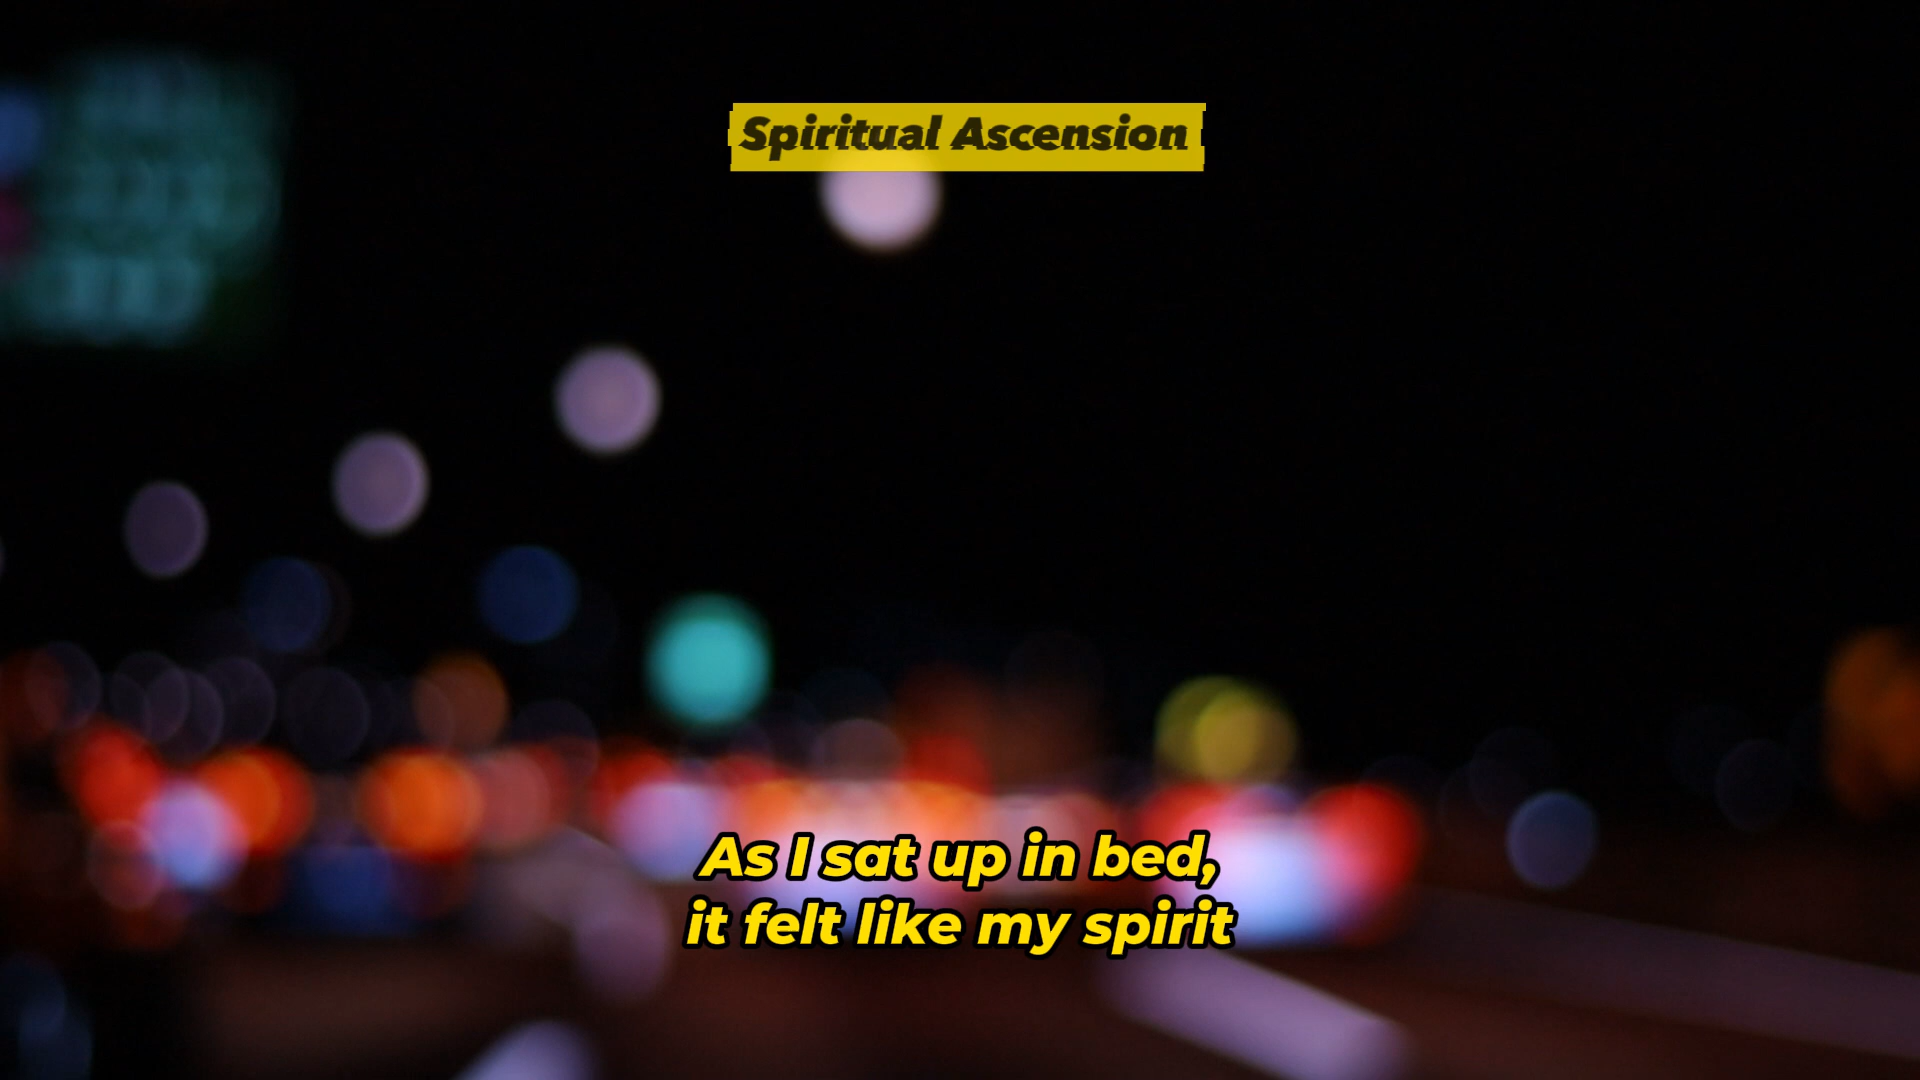 Spiritual Ascension
As I sat up in bed,
it felt like my spirit